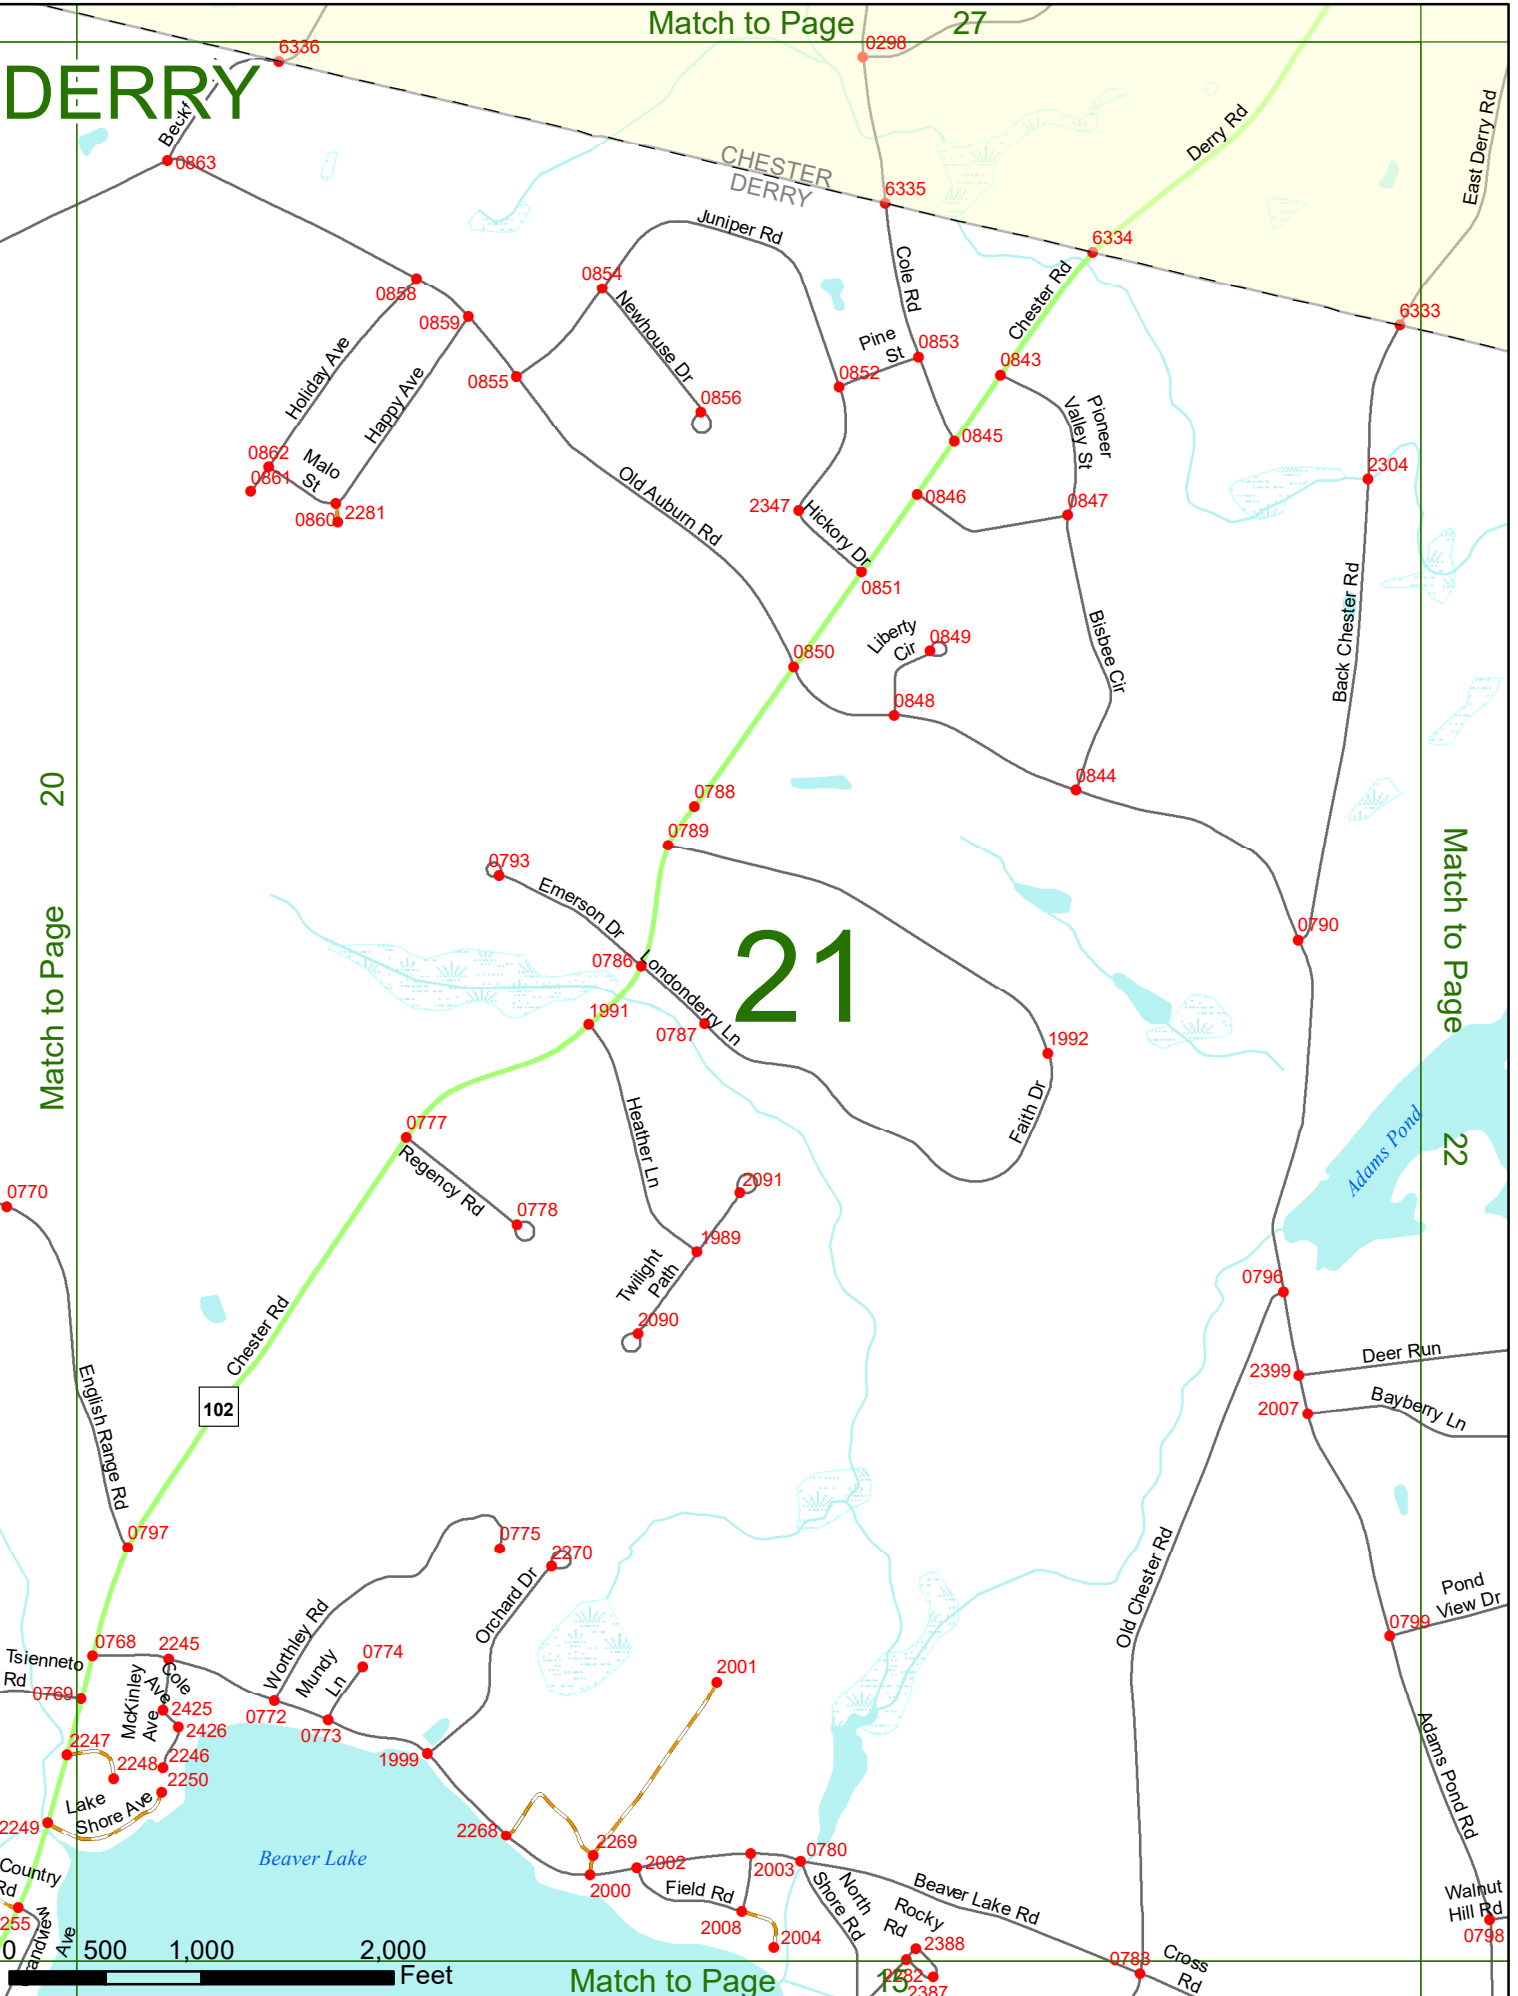 Match to Page 27
DERRY
6336
0298
Derry Rd
East Derry Rd
0863
CHESTER
DERRY
6335
Juniper Rd
6334
Cole Rd
0858
0854
0859
Newhouse Dr
Chester Rd
6333
Pine
St
0853
0843
0855
0852
0856
Holiday Ave
Happy Ave
Pioneer
Valley St
0845
0862
0861
Malo
St
Old Auburn Rd
2304
0846
0847
2347
Hickory Dr
0860
2281
0851
Back Chester Rd
Liberty
Cir
0849
Bisbee Cir
0850
0848
20
0844
0788
0789
Match to Page
0793
Emerson Dr
0790
21
0786
Londonderry Ln
Match to Page
1991
0787
1992
Heather Ln
Faith Dr
0777
Adams Pond
22
Regency Rd
0770
2091
0778
1989
Twilight
Path
0796
2090
Chester Rd
Deer Run
2399
English Range Rd
102
Bayberry Ln
2007
0797
0775
2270
Old Chester Rd
Pond
View Dr
Worthley Rd
Orchard Dr
0799
0768
2245
Tsienneto
Rd
Mundy
Ln
0774
McKinley
Ave
Cole
Ave
2001
0769
2425
0772
0773
2426
Adams Pond Rd
2247
2248
2246
1999
2250
Lake
Shore Ave
2249
2268
2269
Beaver Lake
2002
2003
0780
Country
Rd
2000
Field Rd
North
Shore Rd
Beaver Lake Rd
Walnut
Hill Rd
Rocky
Rd
255
2008
2004
2388
0798
Ave
0783
Cross
Rd
0 500 1,000 2,000
Feet
Match to Page 15
2282
2387